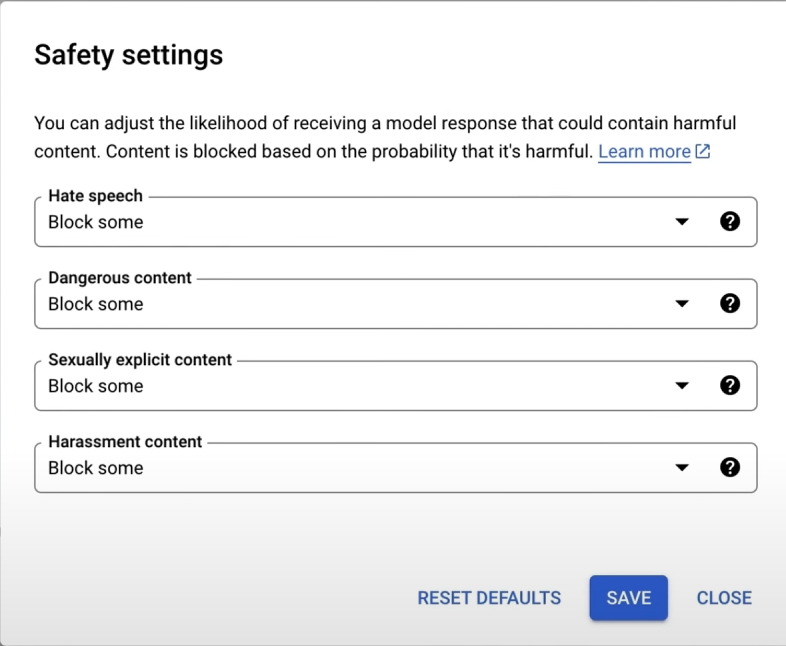 Safety settings
You can adjust the likelihood of receiving a model response that could contain harmful
content. Content is blocked based on the probability that it's harmful. Learn more
Hate speech
Block some
Dangerous content
Block some
Sexually explicit content
Block some
Harassment content
Block some
RESET DEFAULTS SAVE CLOSE